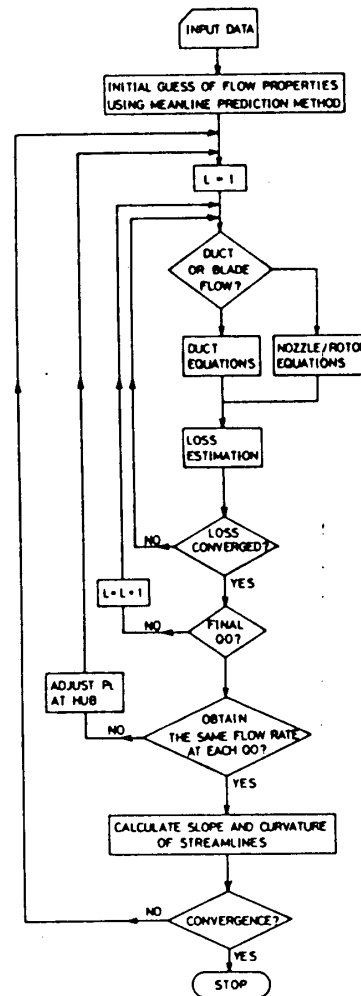 INPUT DATA
INITIAL GUESS OF FLOW PROPERTIES
USING MEANLINE PREDICTION METHOD
L = 1
DUCT
OR BLADE
FLOW?
DUCT
EQUATIONS
NOZZLE/ROTOR
EQUATIONS
LOSS
ESTIMATION
LOSS
CONVERGED?
NO
YES
L=L+1
FINAL
QO?
NO
YES
ADJUST PL
AT HUB
OBTAIN
THE SAME FLOW RATE
AT EACH QO?
NO
YES
CALCULATE SLOPE AND CURVATURE
OF STREAMLINES
CONVERGENCE?
NO
YES
STOP